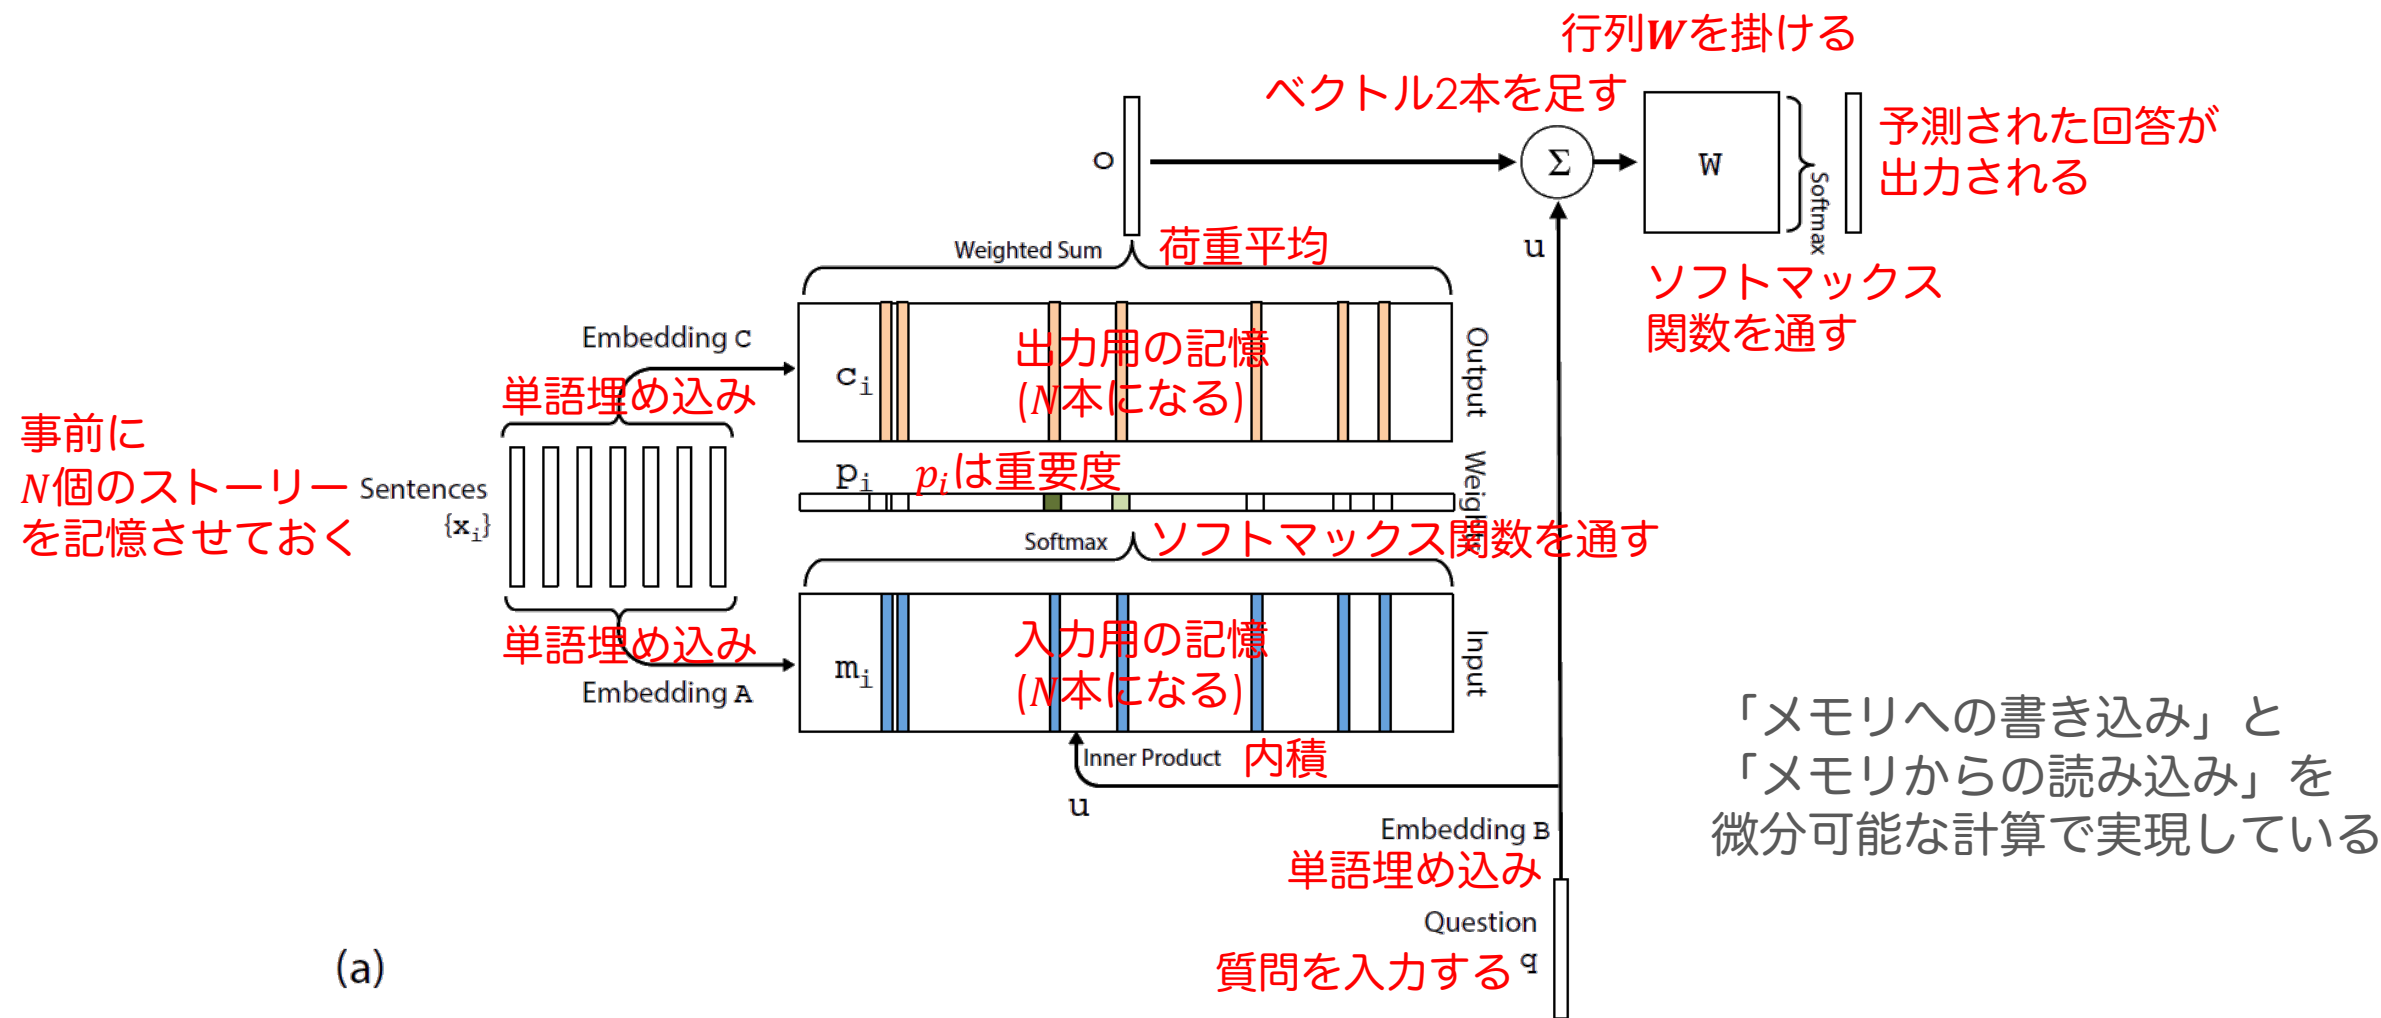 行列Wを掛ける
ベクトル2本を足す
予測された回答が
出力される
o
Σ
W
Softmax
u
Weighted Sum
荷重平均
ソフトマックス
関数を通す
Embedding C
単語埋め込み
ci
出力用の記憶
(N本になる)
Output
事前に
N個のストーリー
を記憶させておく
Sentences
{xi}
pi
piは重要度
Weights
Softmax
ソフトマックス関数を通す
単語埋め込み
Embedding A
mi
入力用の記憶
(N本になる)
Input
Inner Product
内積
u
「メモリへの書き込み」と
「メモリからの読み込み」を
微分可能な計算で実現している
Embedding B
単語埋め込み
Question
q
質問を入力する
(a)